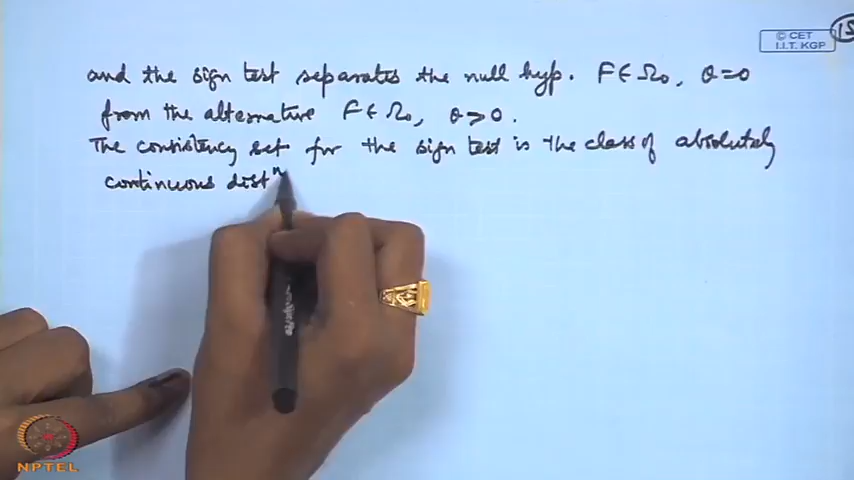 © CET
I.I.T. KGP
15
and the sign test separates the null hyp. F ∈ Ω₀, θ=0
from the alternative F ∈ Ω₀, θ>0.
The consistency set for the sign test is the class of absolutely
continuous distⁿ
NPTEL